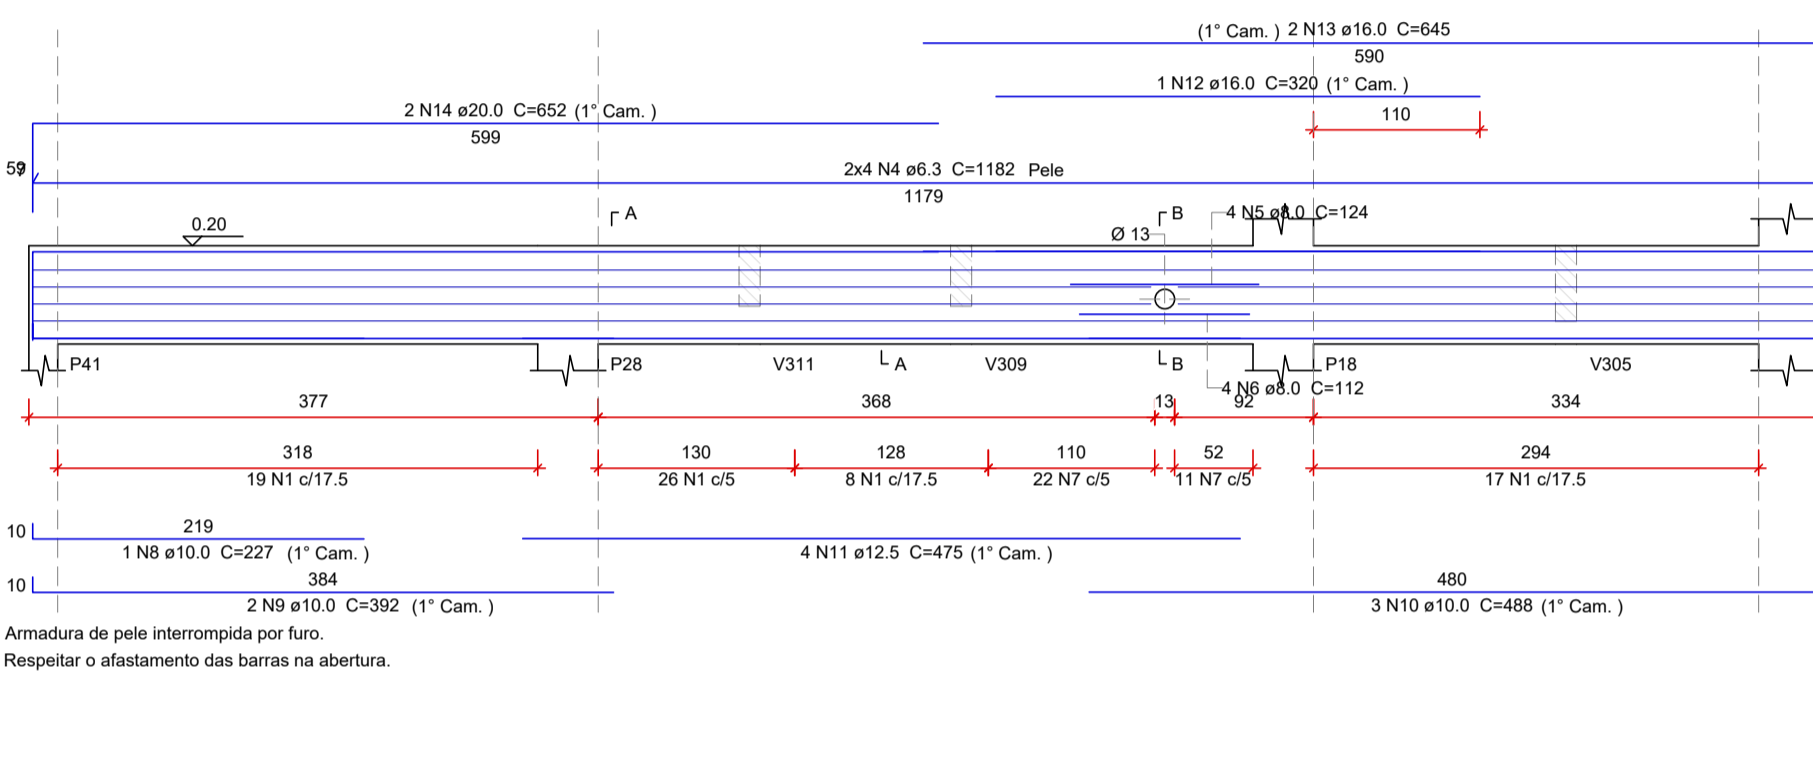 (1° Cam. ) 2 N13 ø16.0 C=645
590
1 N12 ø16.0 C=320 (1° Cam. )
110
2 N14 ø20.0 C=652 (1° Cam. )
599
2x4 N4 ø6.3 C=1182 Pele
1179
0.20
A
B
4 N5 ø8.0 C=124
Ø 13
P41
P28
V311
A
V309
B
P18
V305
4 N6 ø8.0 C=112
377
368
13
92
334
318
130
128
110
52
294
19 N1 c/17.5
26 N1 c/5
8 N1 c/17.5
22 N7 c/5
11 N7 c/5
17 N1 c/17.5
10
219
1 N8 ø10.0 C=227 (1° Cam. )
4 N11 ø12.5 C=475 (1° Cam. )
10
384
480
2 N9 ø10.0 C=392 (1° Cam. )
3 N10 ø10.0 C=488 (1° Cam. )
Armadura de pele interrompida por furo.
Respeitar o afastamento das barras na abertura.